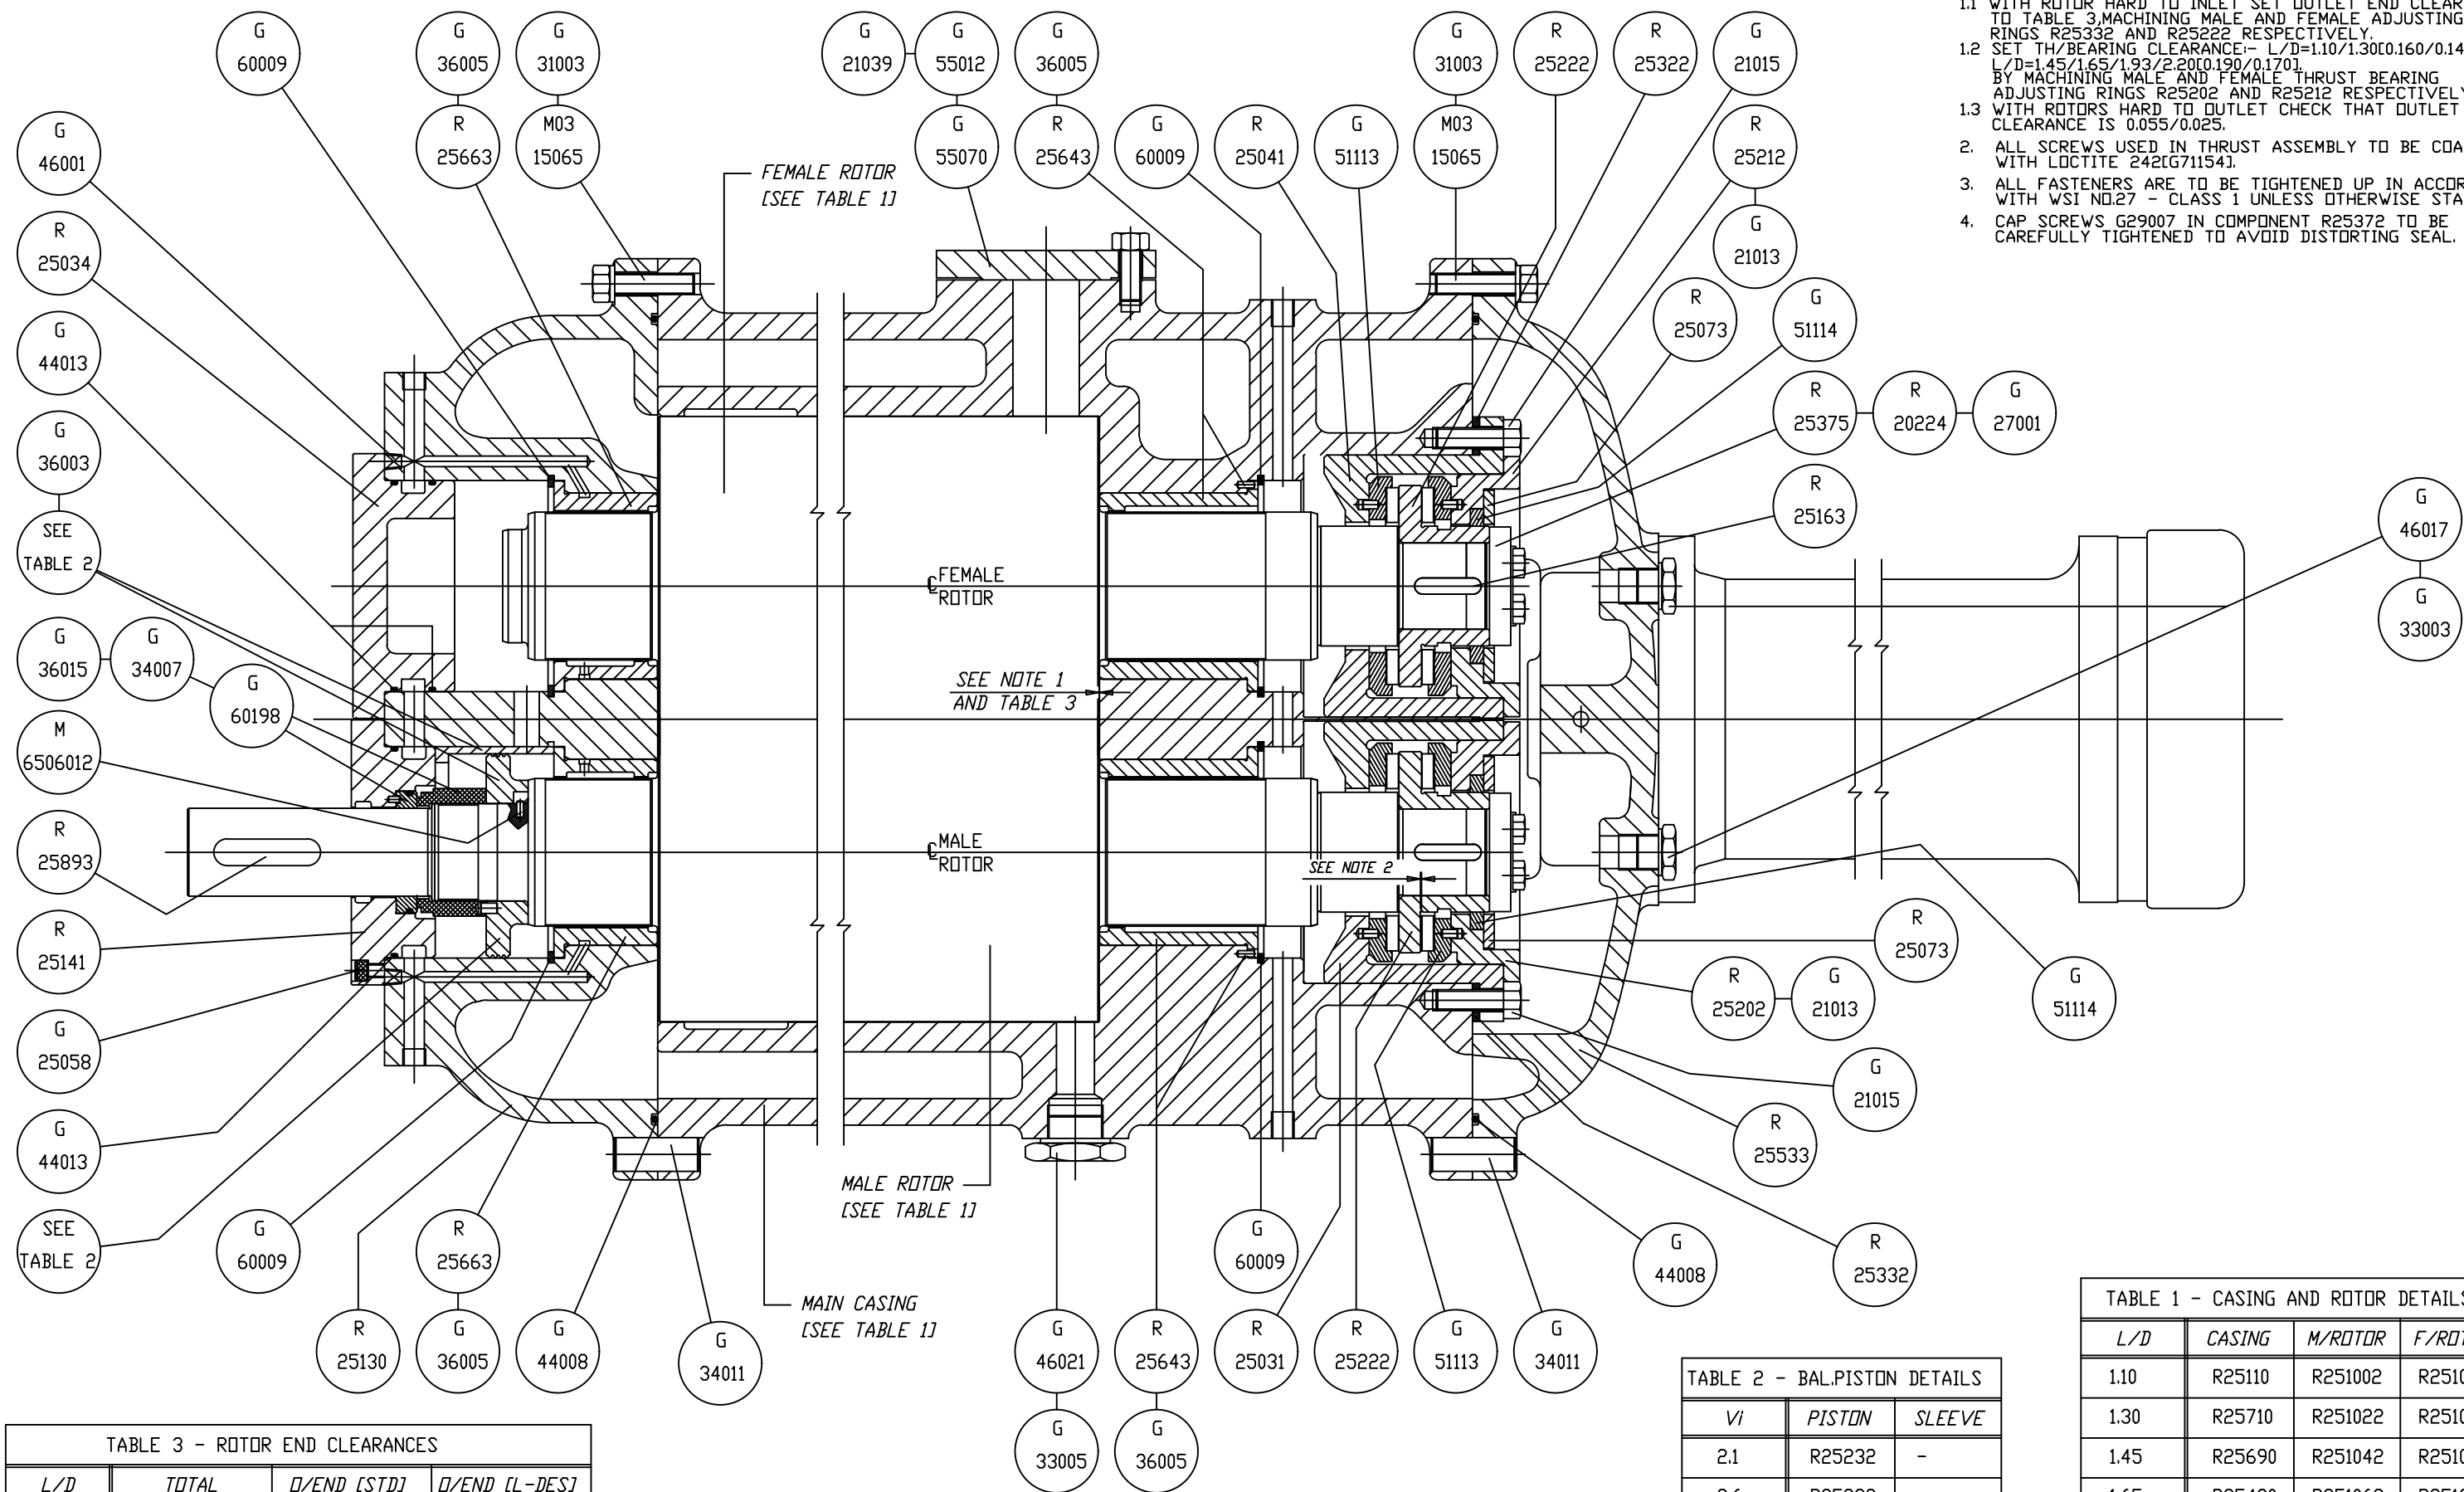 1.1 WITH ROTOR HARD TO INLET SET OUTLET END CLEAR
TO TABLE 3,MACHINING MALE AND FEMALE ADJUSTING
RINGS R25332 AND R25222 RESPECTIVELY.
1.2 SET TH/BEARING CLEARANCE:- L/D=1.10/1.30[0.160/0.14
L/D=1.45/1.65/1.93/2.20[0.190/0.170].
BY MACHINING MALE AND FEMALE THRUST BEARING
ADJUSTING RINGS R25202 AND R25212 RESPECTIVELY
1.3 WITH ROTORS HARD TO OUTLET CHECK THAT OUTLET
CLEARANCE IS 0.055/0.025.
2. ALL SCREWS USED IN THRUST ASSEMBLY TO BE COA
WITH LOCTITE 242[G71154].
3. ALL FASTENERS ARE TO BE TIGHTENED UP IN ACCOR
WITH WSI NO.27 - CLASS 1 UNLESS OTHERWISE STA
4. CAP SCREWS G29007 IN COMPONENT R25372 TO BE
CAREFULLY TIGHTENED TO AVOID DISTORTING SEAL.
G 60009
G 36005
G 31003
G 21039
G 55012
G 36005
G 31003
R 25222
R 25322
G 21015
G 46001
R 25663
M03 15065
G 55070
R 25643
G 60009
R 25041
G 51113
M03 15065
R 25212
G 21013
FEMALE ROTOR
[SEE TABLE 1]
R 25034
G 44013
R 25073
G 51114
G 36003
R 25375
R 20224
G 27001
SEE TABLE 2
R 25163
G 46017
G 33003
FEMALE
ROTOR
G 36015
G 34007
G 60198
SEE NOTE 1
AND TABLE 3
M 6506012
R 25893
MALE
ROTOR
SEE NOTE 2
R 25141
R 25073
G 25058
R 25202
G 21013
G 51114
G 44013
G 21015
R 25533
SEE TABLE 2
G 60009
R 25663
MALE ROTOR
[SEE TABLE 1]
G 60009
G 44008
R 25332
MAIN CASING
[SEE TABLE 1]
R 25130
G 36005
G 44008
G 34011
G 46021
R 25643
R 25031
R 25222
G 51113
G 34011
G 33005
G 36005
TABLE 3 - ROTOR END CLEARANCES
L/D TOTAL O/END [STD] O/END [L-DES]
TABLE 2 - BAL.PISTON DETAILS
Vi PISTON SLEEVE
2.1 R25232 -
TABLE 1 - CASING AND ROTOR DETAILS
L/D CASING M/ROTOR F/ROT
1.10 R25110 R251002 R2510
1.30 R25710 R251022 R2510
1.45 R25690 R251042 R2510